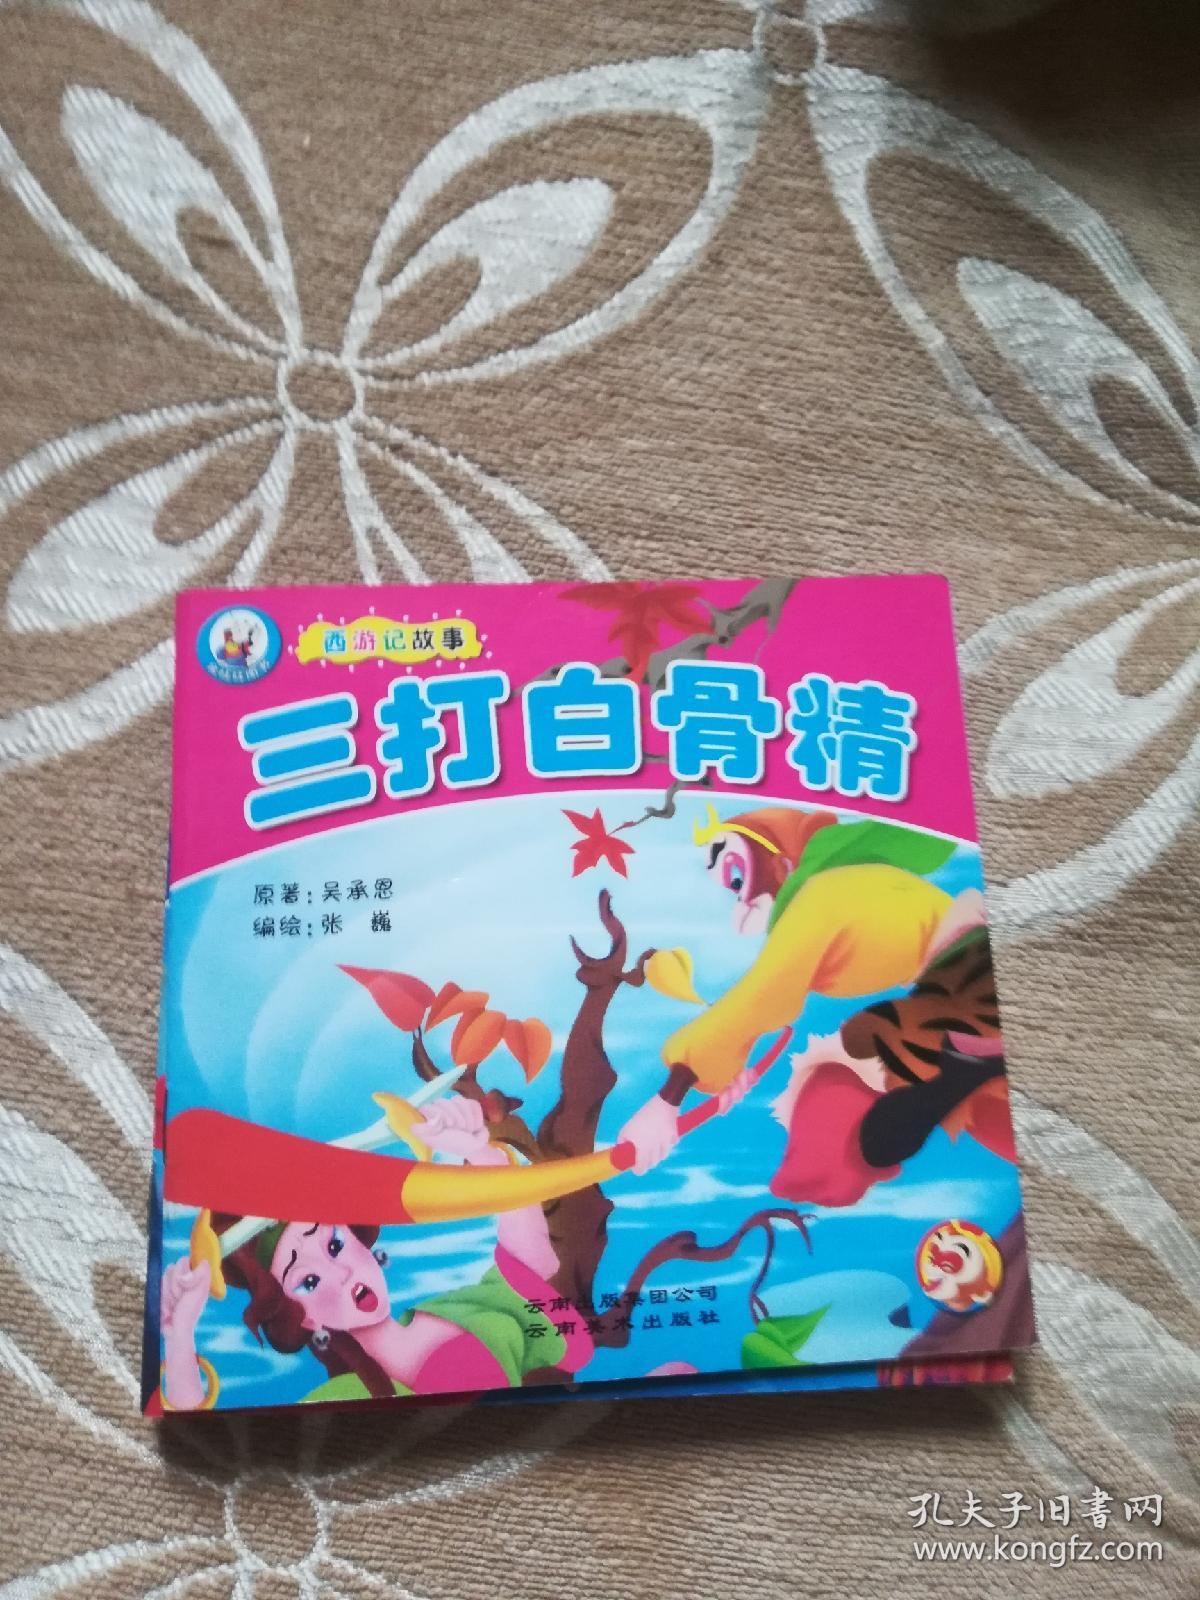 西游记故事
三打白骨精
原著：吴承恩
编绘：张 巍
云南出版集团公司
云南美术出版社
孔夫子旧书网
www.kongfz.com